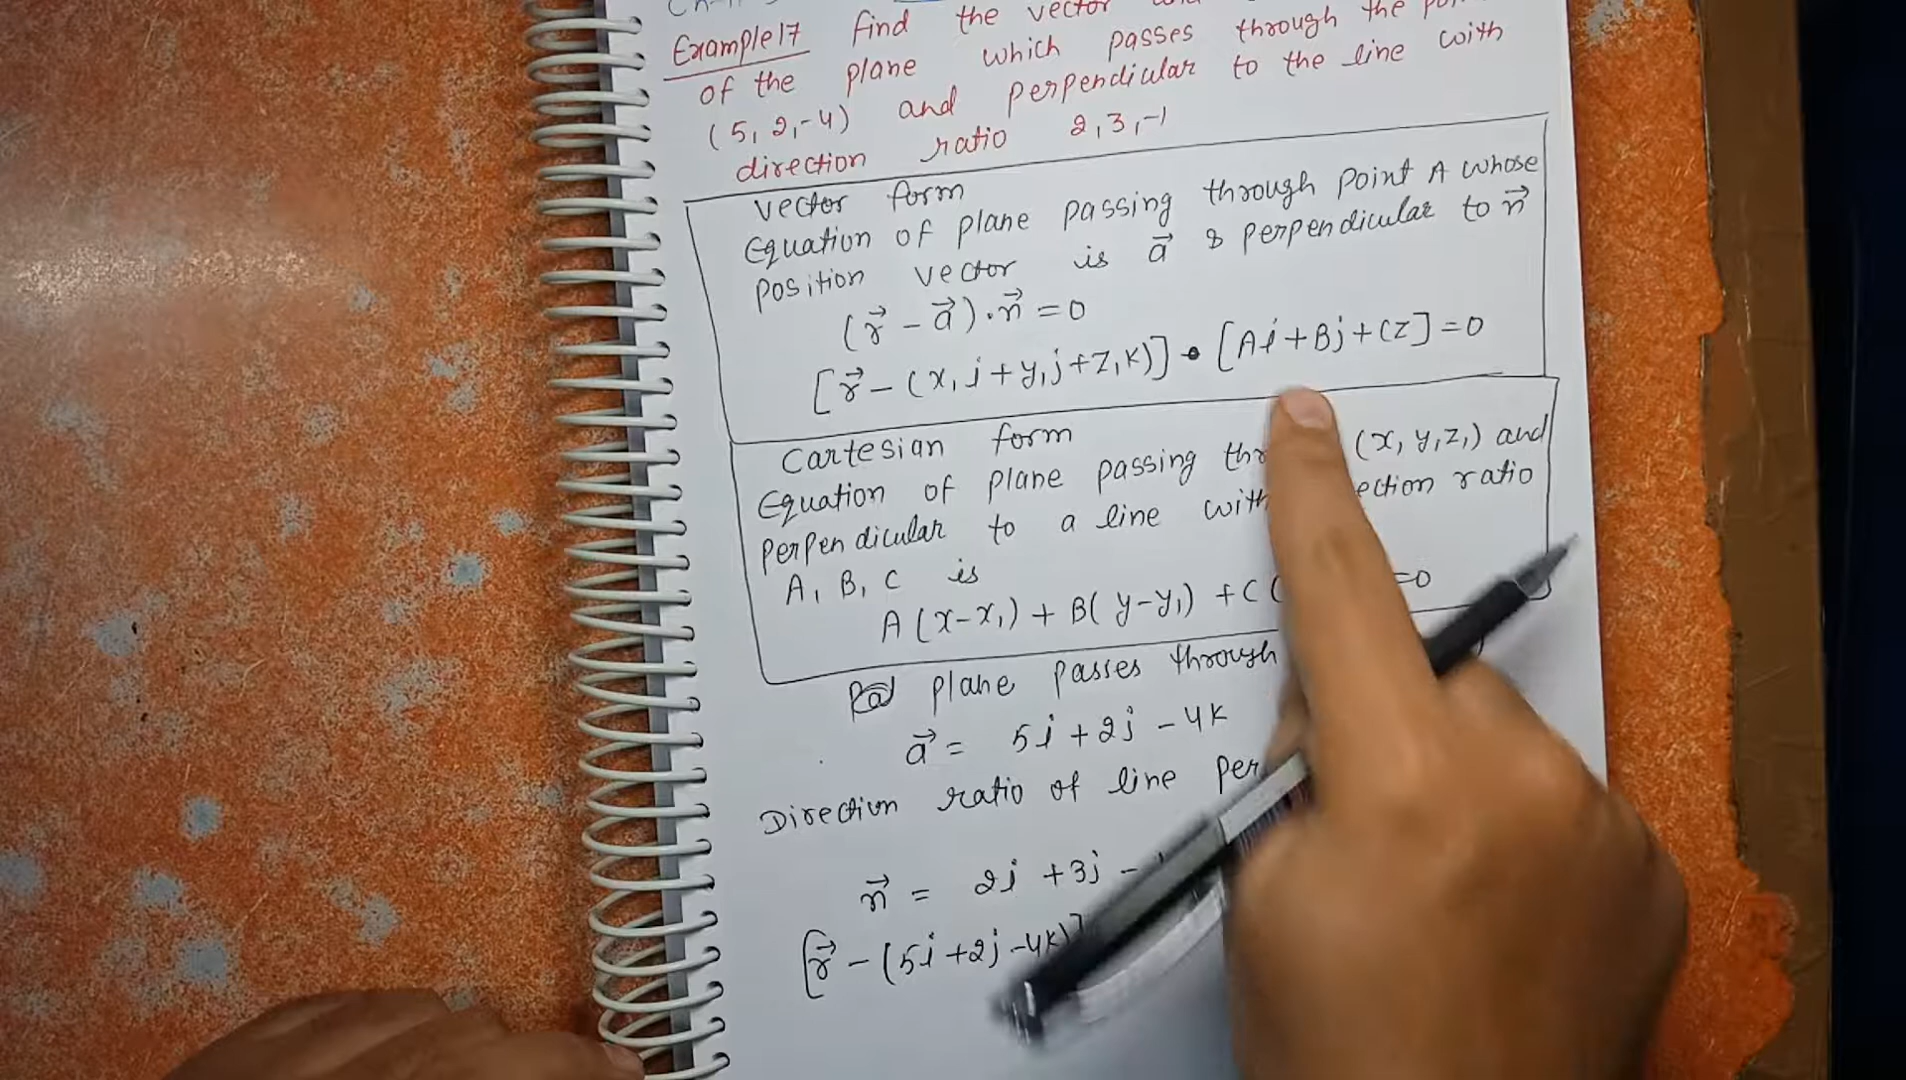 Example 17 find the vector
of the plane which passes through the
(5, 2, -4) and perpendicular to the line with
direction ratio 2, 3, -1
vector form
Equation of plane passing through point A whose
position vector is a⃗ & perpendicular to n⃗
(r⃗ - a⃗).n⃗ = 0
[r⃗ - (x₁i + y₁j + z₁k)] • [Ai + Bj + Cz] = 0
Cartesian form
Equation of plane passing (x, y, z,) and
perpendicular to a line with ratio
A, B, C is
A(x-x₁) + B(y-y₁) + C( =0
plane passes through
a⃗ = 5i + 2j - 4k
Direction ratio of line
n⃗ = 2i + 3j -
[r⃗ - (5i + 2j - 4k)]